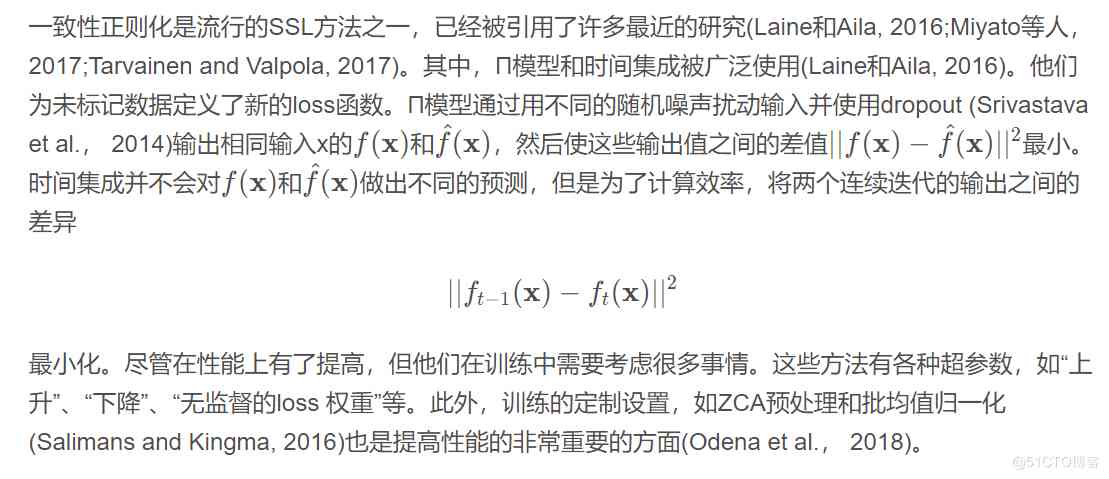 一致性正则化是流行的SSL方法之一，已经被引用了许多最近的研究(Laine和Aila, 2016;Miyato等人，
2017;Tarvainen and Valpola, 2017)。其中，Π模型和时间集成被广泛使用(Laine和Aila, 2016)。他们
为未标记数据定义了新的loss函数。Π模型通过用不同的随机噪声扰动输入并使用dropout (Srivastava
et al.， 2014)输出相同输入x的f(x)和f̂(x)，然后使这些输出值之间的差值||f(x) − f̂(x)||²最小。
时间集成并不会对f(x)和f̂(x)做出不同的预测，但是为了计算效率，将两个连续迭代的输出之间的
差异
||fₜ₋₁(x) − fₜ(x)||²
最小化。尽管在性能上有了提高，但他们在训练中需要考虑很多事情。这些方法有各种超参数，如“上
升”、“下降”、“无监督的loss 权重”等。此外，训练的定制设置，如ZCA预处理和批均值归一化
(Salimans and Kingma, 2016)也是提高性能的非常重要的方面(Odena et al.， 2018)。
@51CTO博客